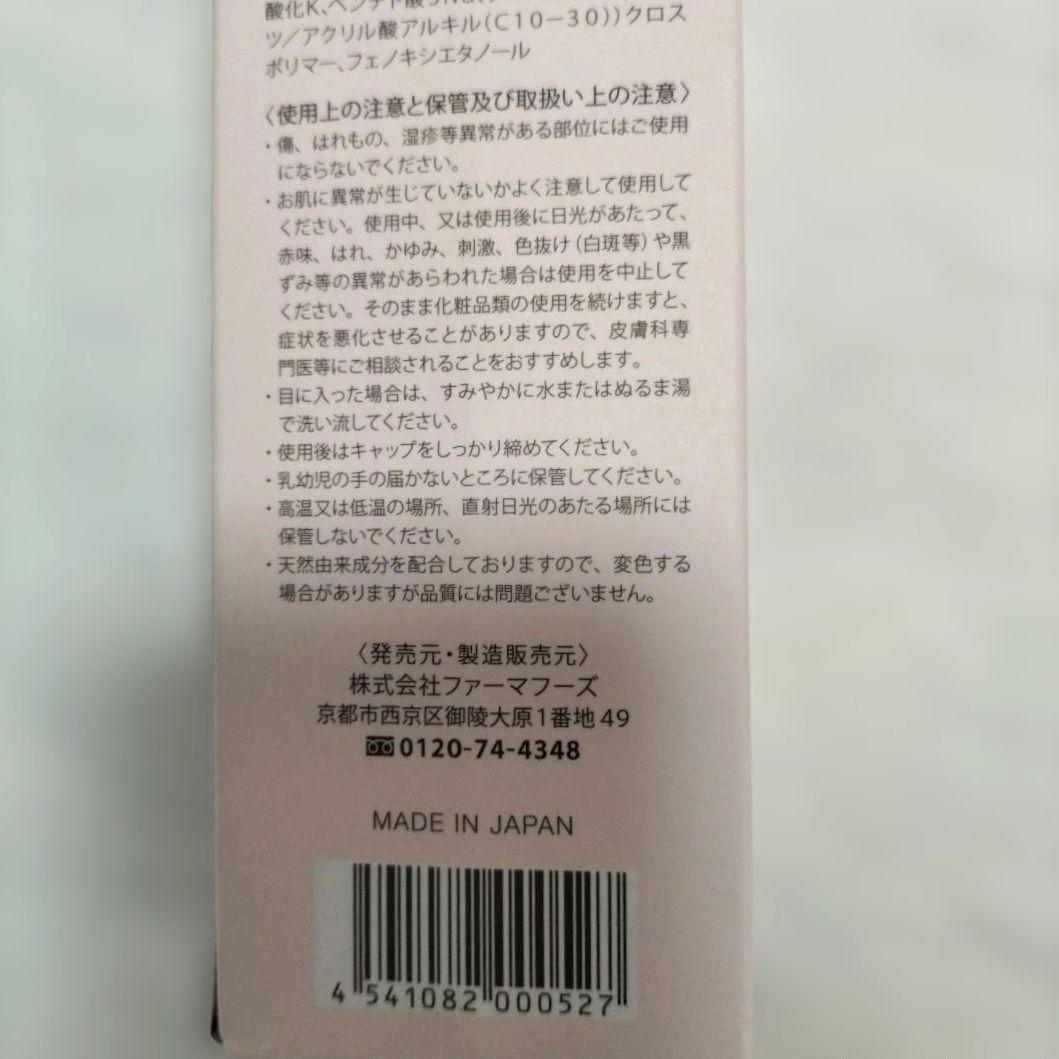 酸化K、ペンテト酸5Na、
ツ/アクリル酸アルキル(C10-30))クロス
ポリマー、フェノキシエタノール
〈使用上の注意と保管及び取扱い上の注意〉
・傷、はれもの、湿疹等異常がある部位にはご使用
にならないでください。
・お肌に異常が生じていないかよく注意して使用して
ください。使用中、又は使用後に日光があたって、
赤味、はれ、かゆみ、刺激、色抜け(白斑等)や黒
ずみ等の異常があらわれた場合は使用を中止して
ください。そのまま化粧品類の使用を続けますと、
症状を悪化させることがありますので、皮膚科専
門医等にご相談されることをおすすめします。
・目に入った場合は、すみやかに水またはぬるま湯
で洗い流してください。
・使用後はキャップをしっかり締めてください。
・乳幼児の手の届かないところに保管してください。
・高温又は低温の場所、直射日光のあたる場所には
保管しないでください。
・天然由来成分を配合しておりますので、変色する
場合がありますが品質には問題ございません。
〈発売元・製造販売元〉
株式会社ファーマフーズ
京都市西京区御陵大原1番地49
0120-74-4348
MADE IN JAPAN
4 541082 000527